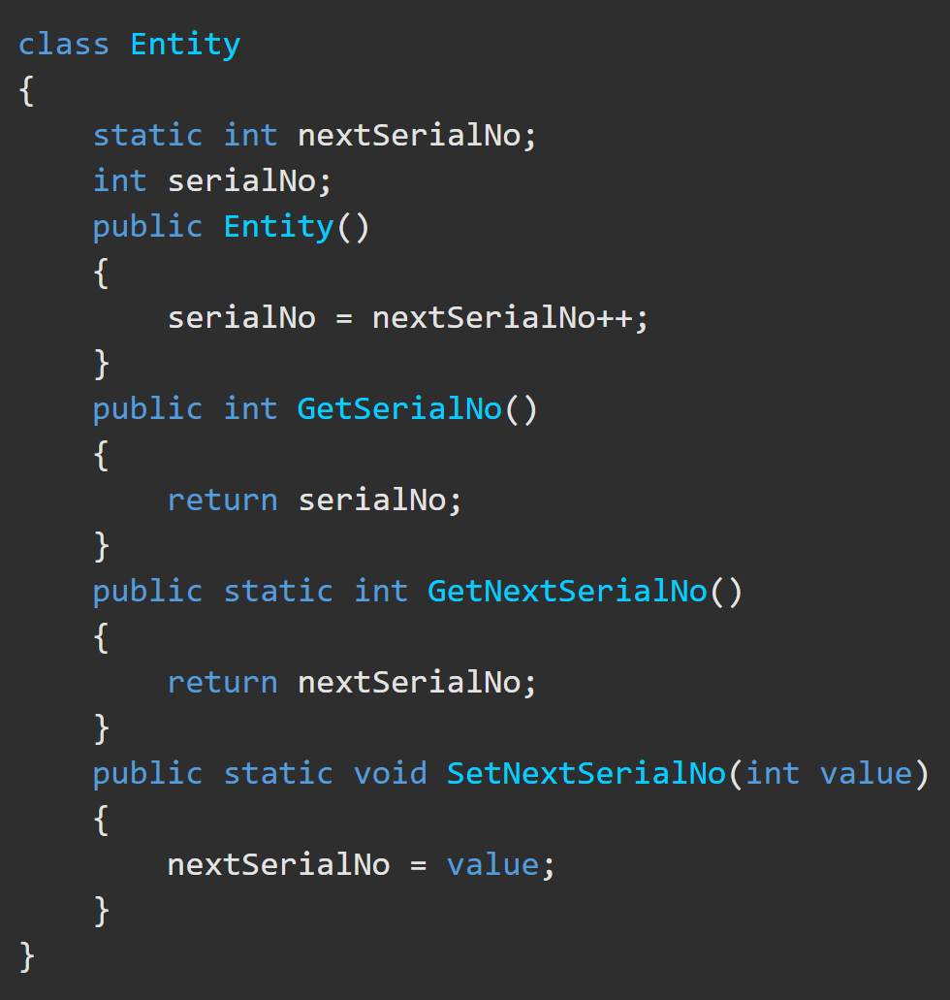 class Entity
{
    static int nextSerialNo;
    int serialNo;
    public Entity()
    {
        serialNo = nextSerialNo++;
    }
    public int GetSerialNo()
    {
        return serialNo;
    }
    public static int GetNextSerialNo()
    {
        return nextSerialNo;
    }
    public static void SetNextSerialNo(int value)
    {
        nextSerialNo = value;
    }
}